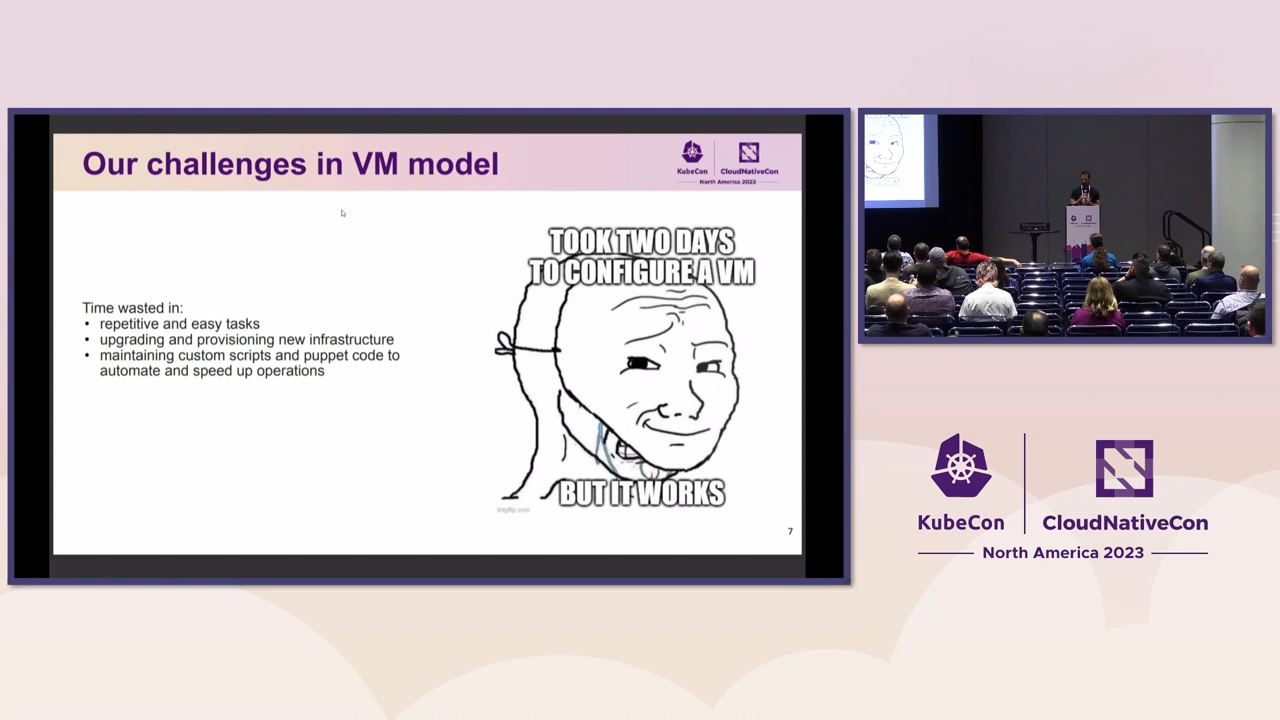 Our challenges in VM model
KubeCon
CloudNativeCon
North America 2023
Time wasted in:
• repetitive and easy tasks
• upgrading and provisioning new infrastructure
• maintaining custom scripts and puppet code to
automate and speed up operations
TOOK TWO DAYS
TO CONFIGURE A VM
BUT IT WORKS
imgflip.com
7
KubeCon
CloudNativeCon
North America 2023